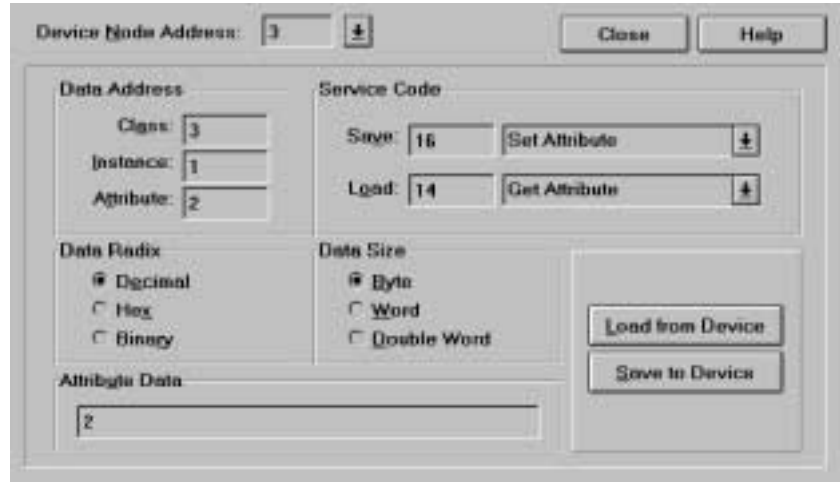 Device Node Address: 3 Close Help
Data Address
Class: 3
Instance: 1
Attribute: 2
Service Code
Save: 16 Set Attribute
Load: 14 Get Attribute
Data Radix
Decimal
Hex
Binary
Data Size
Byte
Word
Double Word
Load from Device
Save to Device
Attribute Data
2